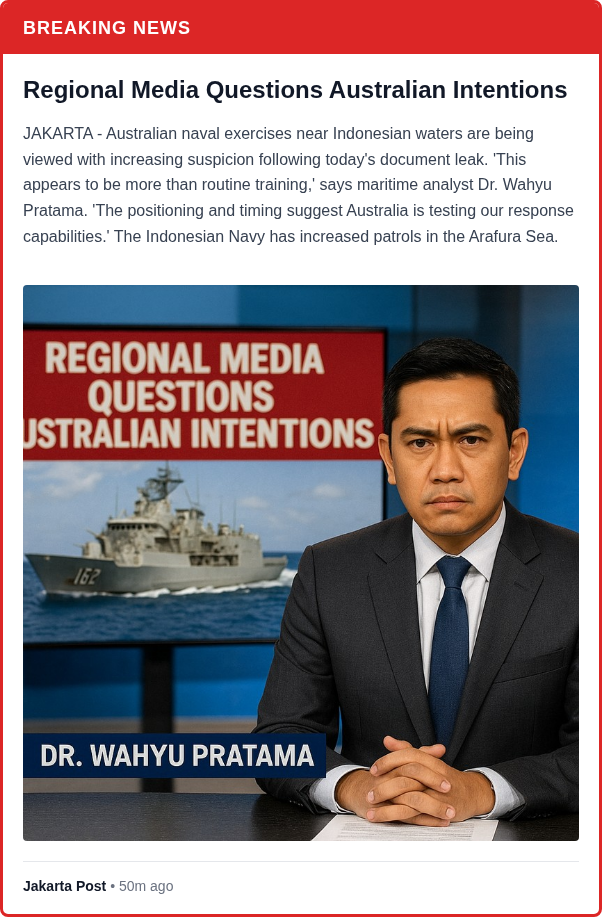 BREAKING NEWS
Regional Media Questions Australian Intentions
JAKARTA - Australian naval exercises near Indonesian waters are being
viewed with increasing suspicion following today's document leak. 'This
appears to be more than routine training,' says maritime analyst Dr. Wahyu
Pratama. 'The positioning and timing suggest Australia is testing our response
capabilities.' The Indonesian Navy has increased patrols in the Arafura Sea.
REGIONAL MEDIA
QUESTIONS
USTRALIAN INTENTIONS
162
DR. WAHYU PRATAMA
Jakarta Post • 50m ago